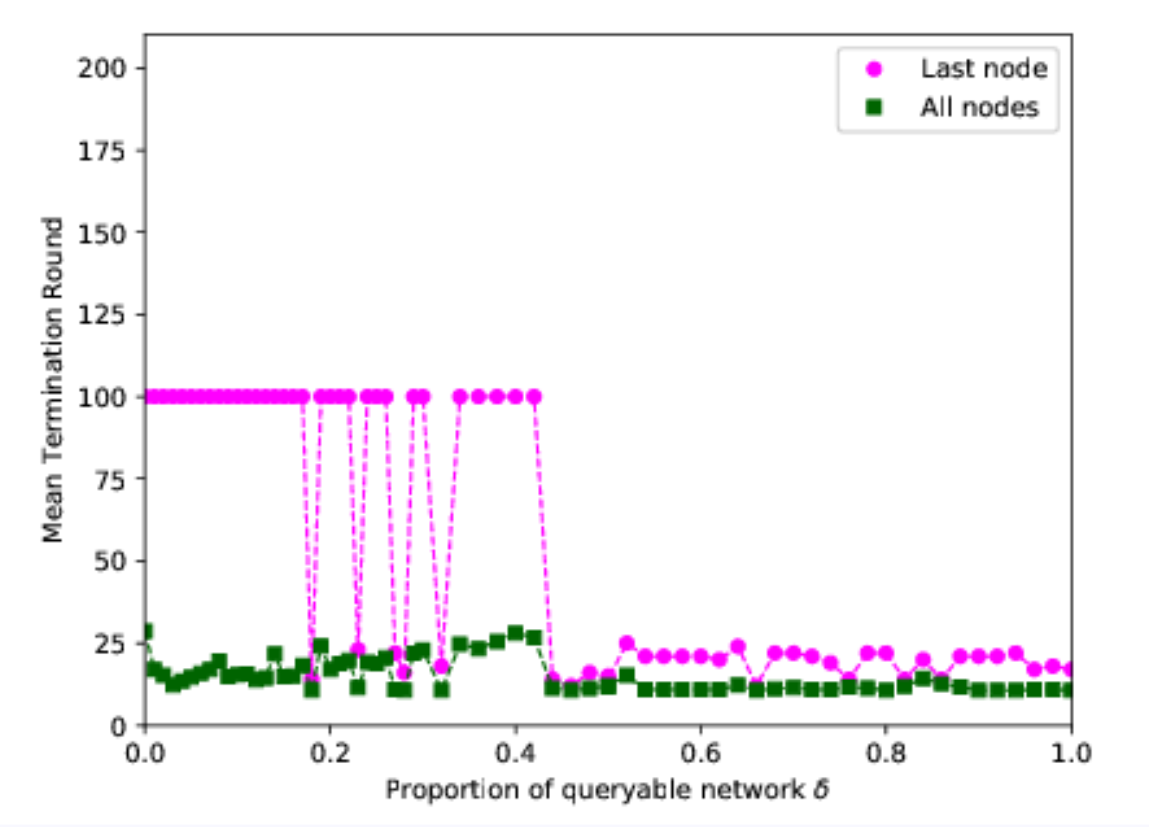 Last node
All nodes
200
175
150
125
100
75
50
25
0
Mean Termination Round
0.0 0.2 0.4 0.6 0.8 1.0
Proportion of queryable network δ